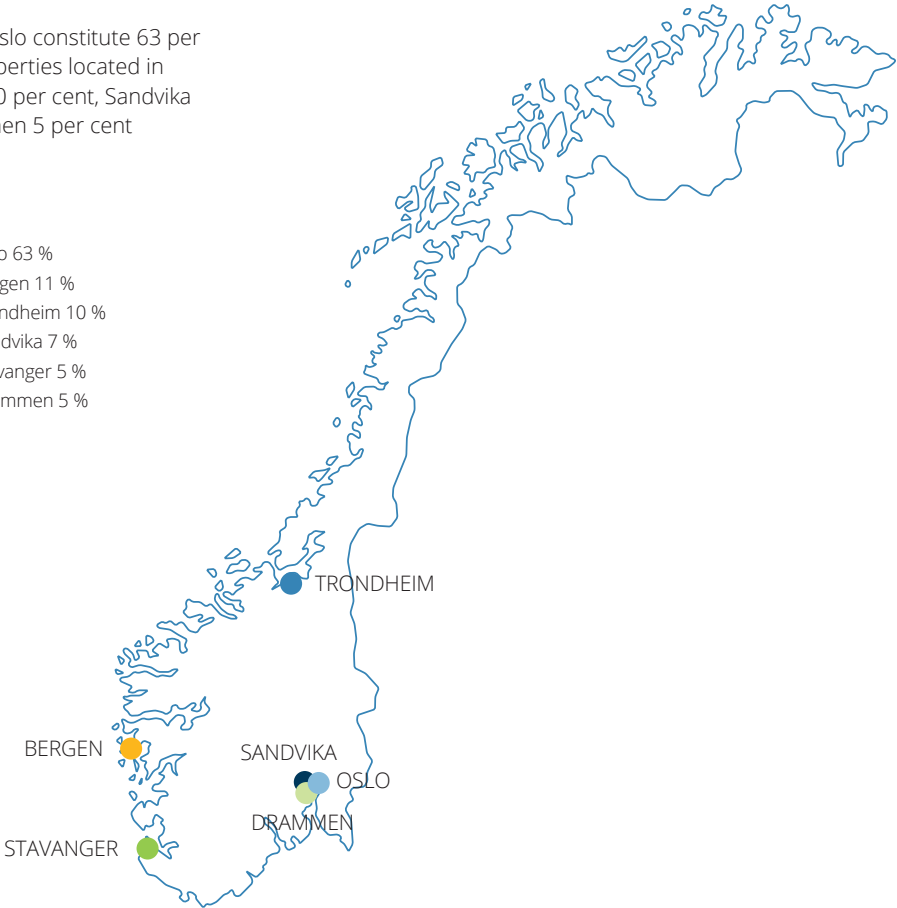 slo constitute 63 per
perties located in
0 per cent, Sandvika
nen 5 per cent
o 63 %
gen 11 %
ndheim 10 %
dvika 7 %
vanger 5 %
mmen 5 %
TRONDHEIM
BERGEN
SANDVIKA
OSLO
DRAMMEN
STAVANGER